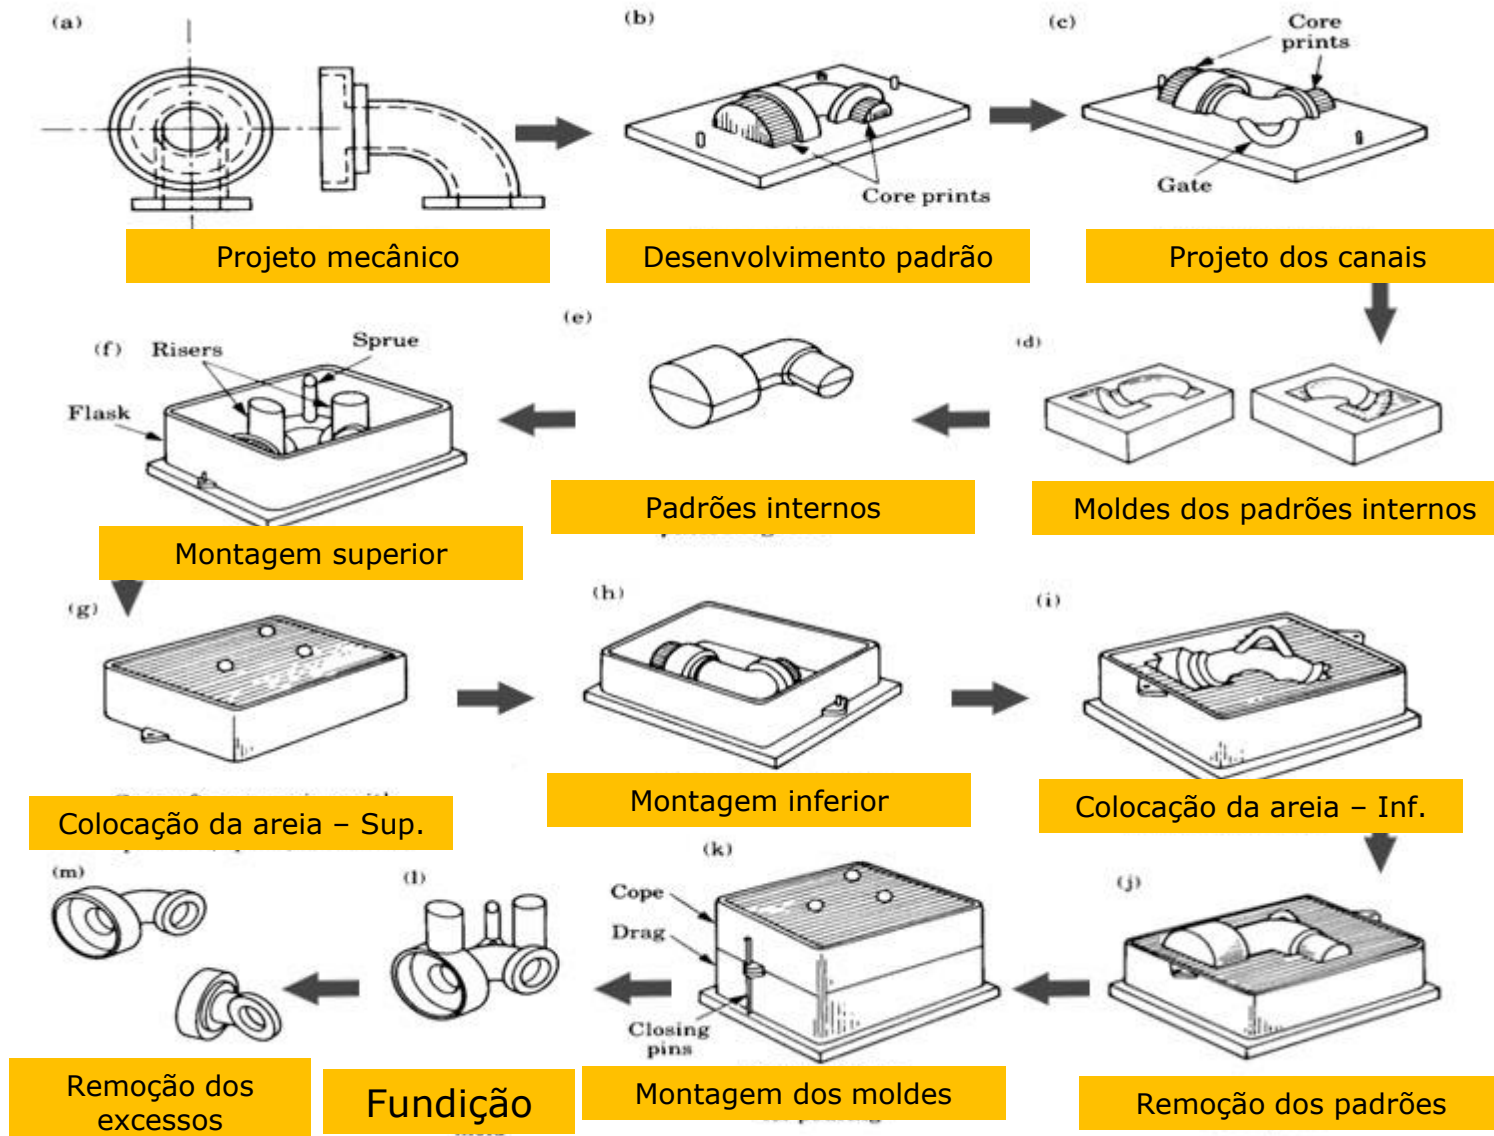 (a)
(b)
(c)
Core
prints
Core prints
Gate
Projeto mecânico
Desenvolvimento padrão
Projeto dos canais
(f)
Risers
Sprue
Flask
(e)
(d)
Montagem superior
Padrões internos
Moldes dos padrões internos
(g)
(h)
(i)
Colocação da areia – Sup.
Montagem inferior
Colocação da areia – Inf.
(m)
(l)
(k)
Cope
Drag
Closing
pins
(j)
Remoção dos
excessos
Fundição
Montagem dos moldes
Remoção dos padrões